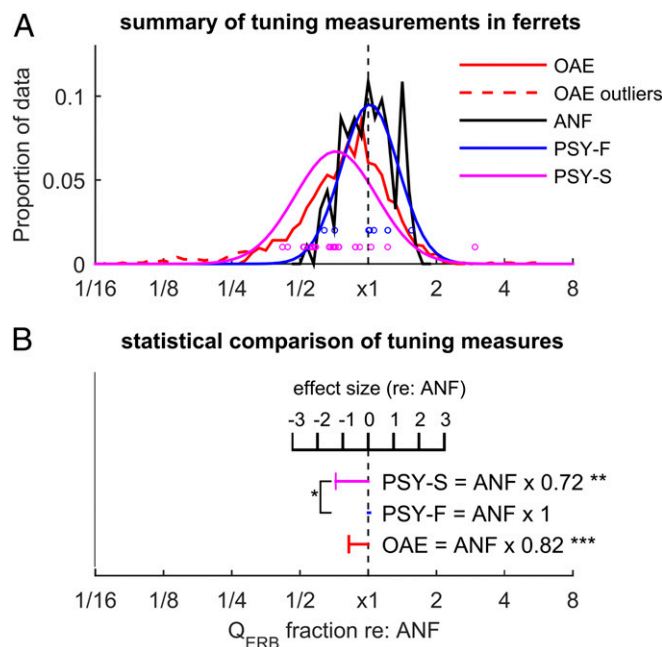 A summary of tuning measurements in ferrets
Proportion of data
0.1
0.05
0
OAE
OAE outliers
ANF
PSY-F
PSY-S
1/16 1/8 1/4 1/2 x1 2 4 8
B statistical comparison of tuning measures
effect size (re: ANF)
-3 -2 -1 0 1 2 3
PSY-S = ANF x 0.72 **
*
PSY-F = ANF x 1
OAE = ANF x 0.82 ***
1/16 1/8 1/4 1/2 x1 2 4 8
Q_ERB fraction re: ANF